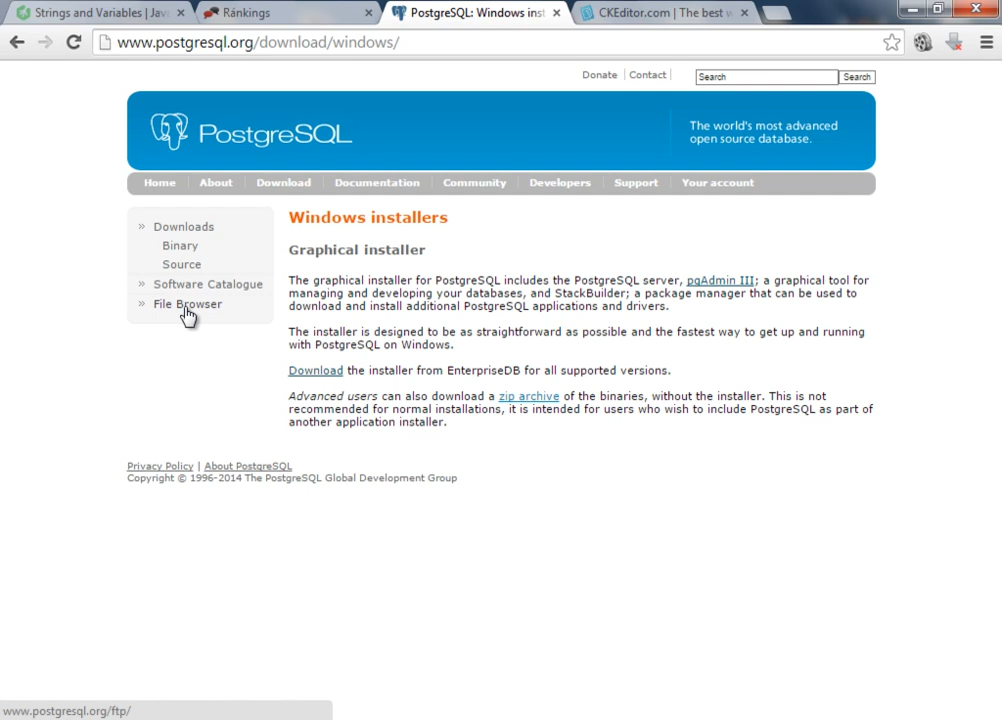 Strings and Variables | Java
Ránkings
PostgreSQL: Windows inst
CKEditor.com | The best w
www.postgresql.org/download/windows/
Donate | Contact |
Search
Search
PostgreSQL
The world's most advanced
open source database.
Home
About
Download
Documentation
Community
Developers
Support
Your account
» Downloads
Binary
Source
» Software Catalogue
» File Browser
Windows installers
Graphical installer
The graphical installer for PostgreSQL includes the PostgreSQL server, pgAdmin III; a graphical tool for
managing and developing your databases, and StackBuilder; a package manager that can be used to
download and install additional PostgreSQL applications and drivers.
The installer is designed to be as straightforward as possible and the fastest way to get up and running
with PostgreSQL on Windows.
Download the installer from EnterpriseDB for all supported versions.
Advanced users can also download a zip archive of the binaries, without the installer. This is not
recommended for normal installations, it is intended for users who wish to include PostgreSQL as part of
another application installer.
Privacy Policy | About PostgreSQL
Copyright © 1996-2014 The PostgreSQL Global Development Group
www.postgresql.org/ftp/